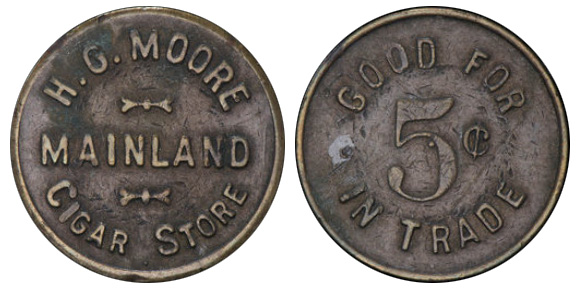 H. G. MOORE
MAINLAND
CIGAR STORE
GOOD FOR
5¢
IN TRADE